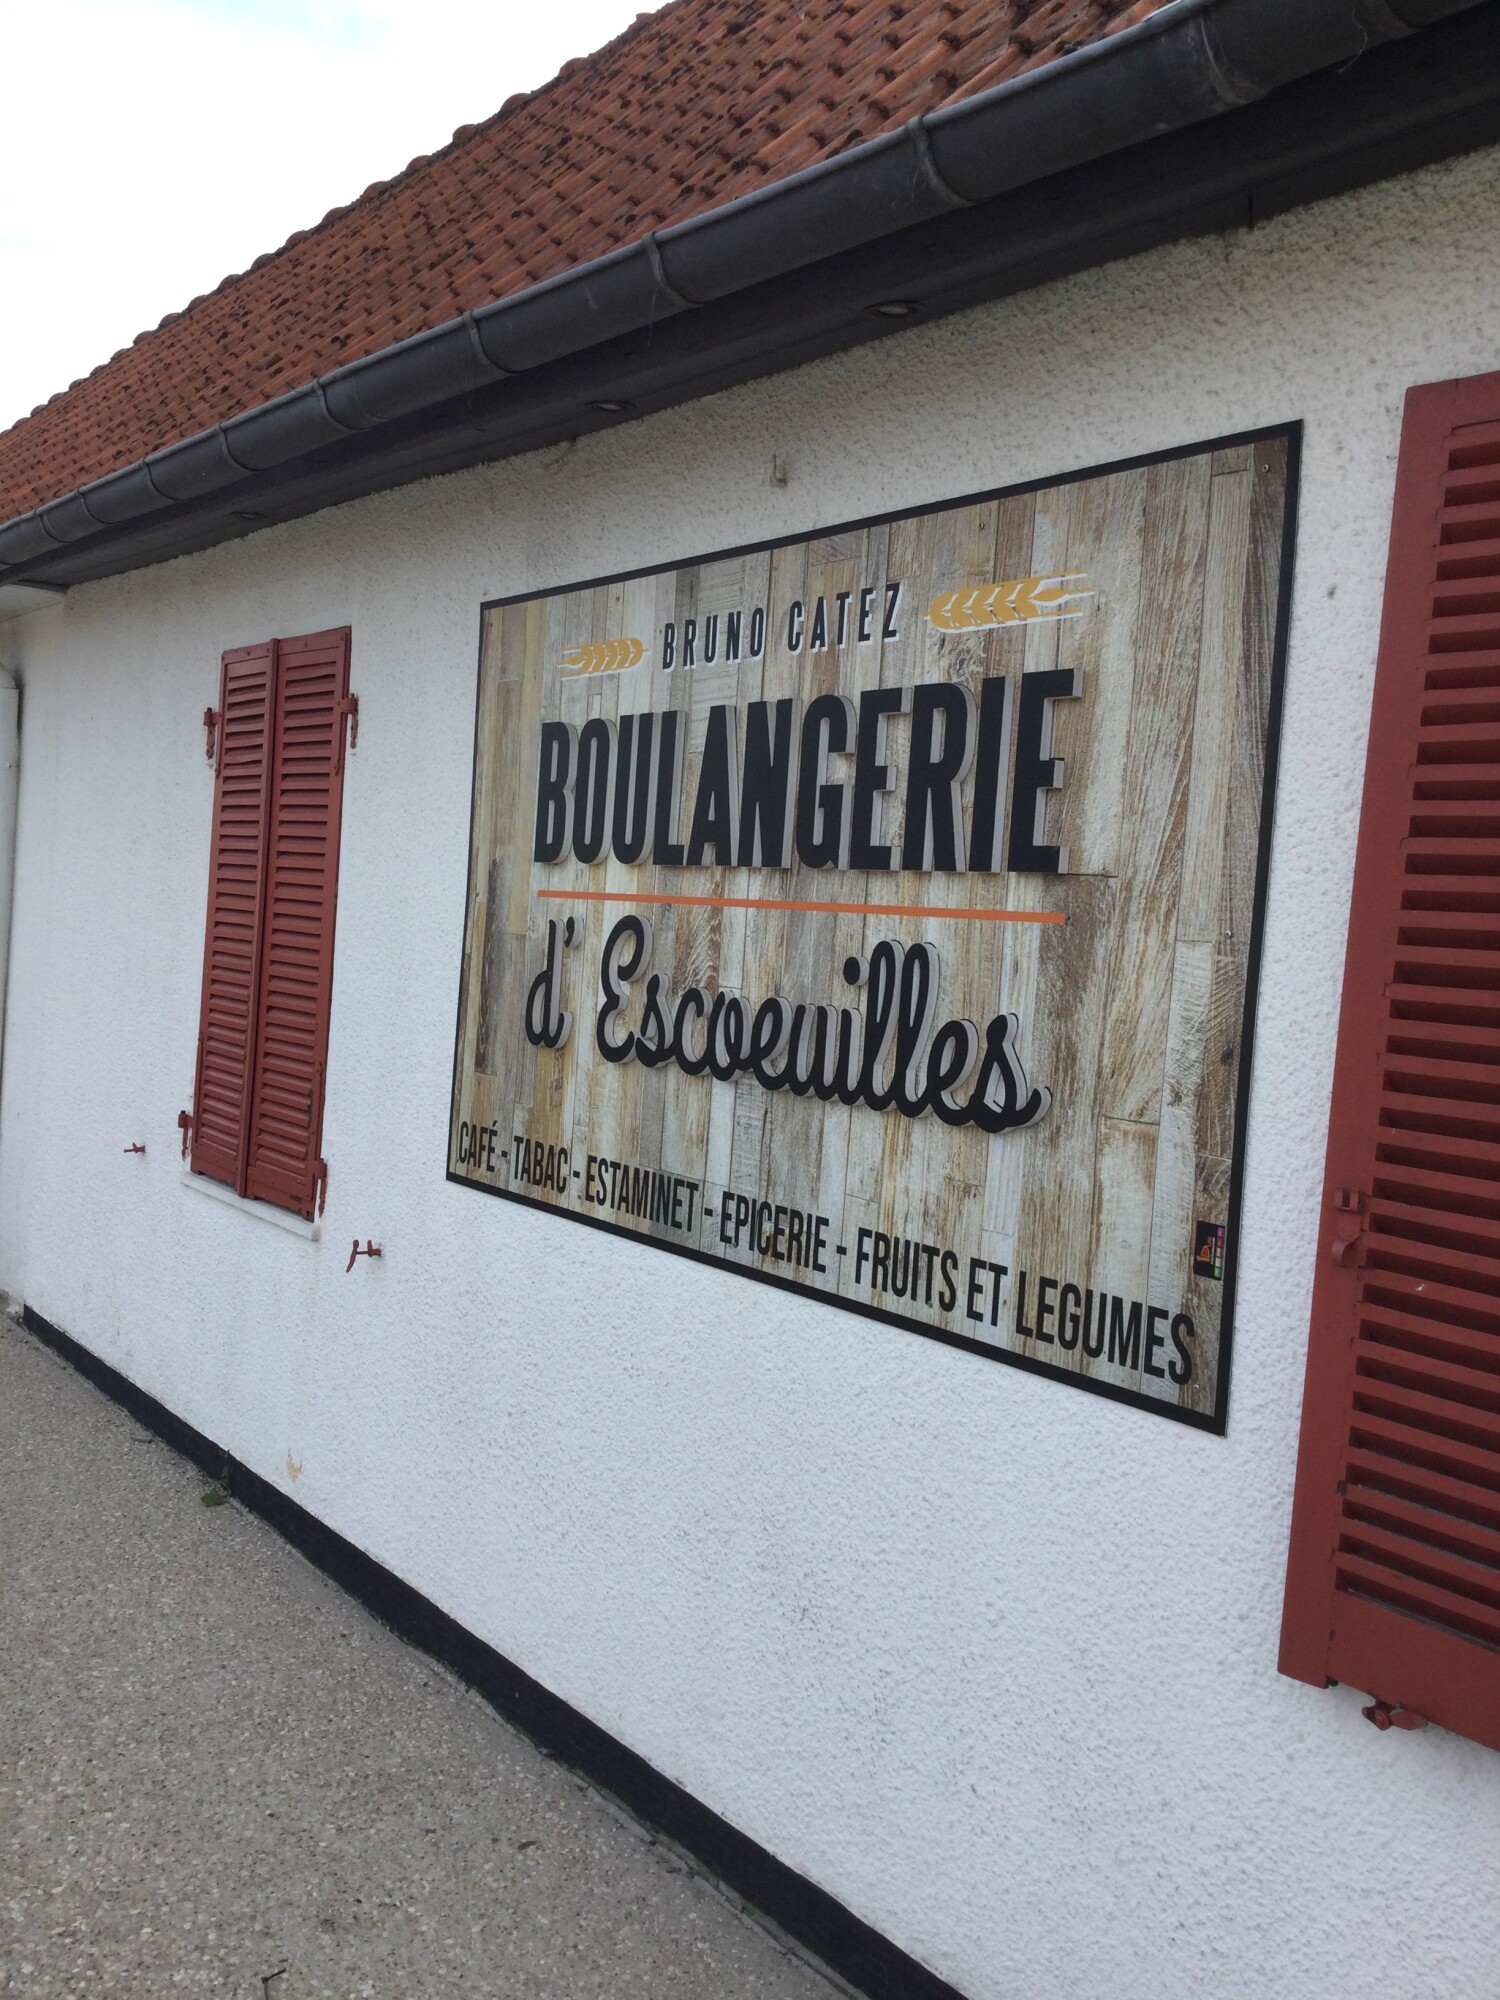 BRUNO CATEZ
BOULANGERIE
d'Escoeuilles
CAFÉ - TABAC - ESTAMINET - EPICERIE - FRUITS ET LEGUMES